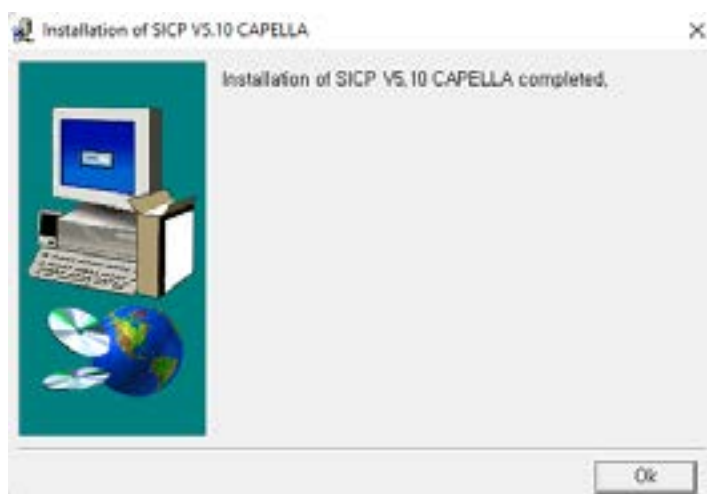 Installation of SICP V5.10 CAPELLA
Installation of SICP V5.10 CAPELLA completed.
Ok